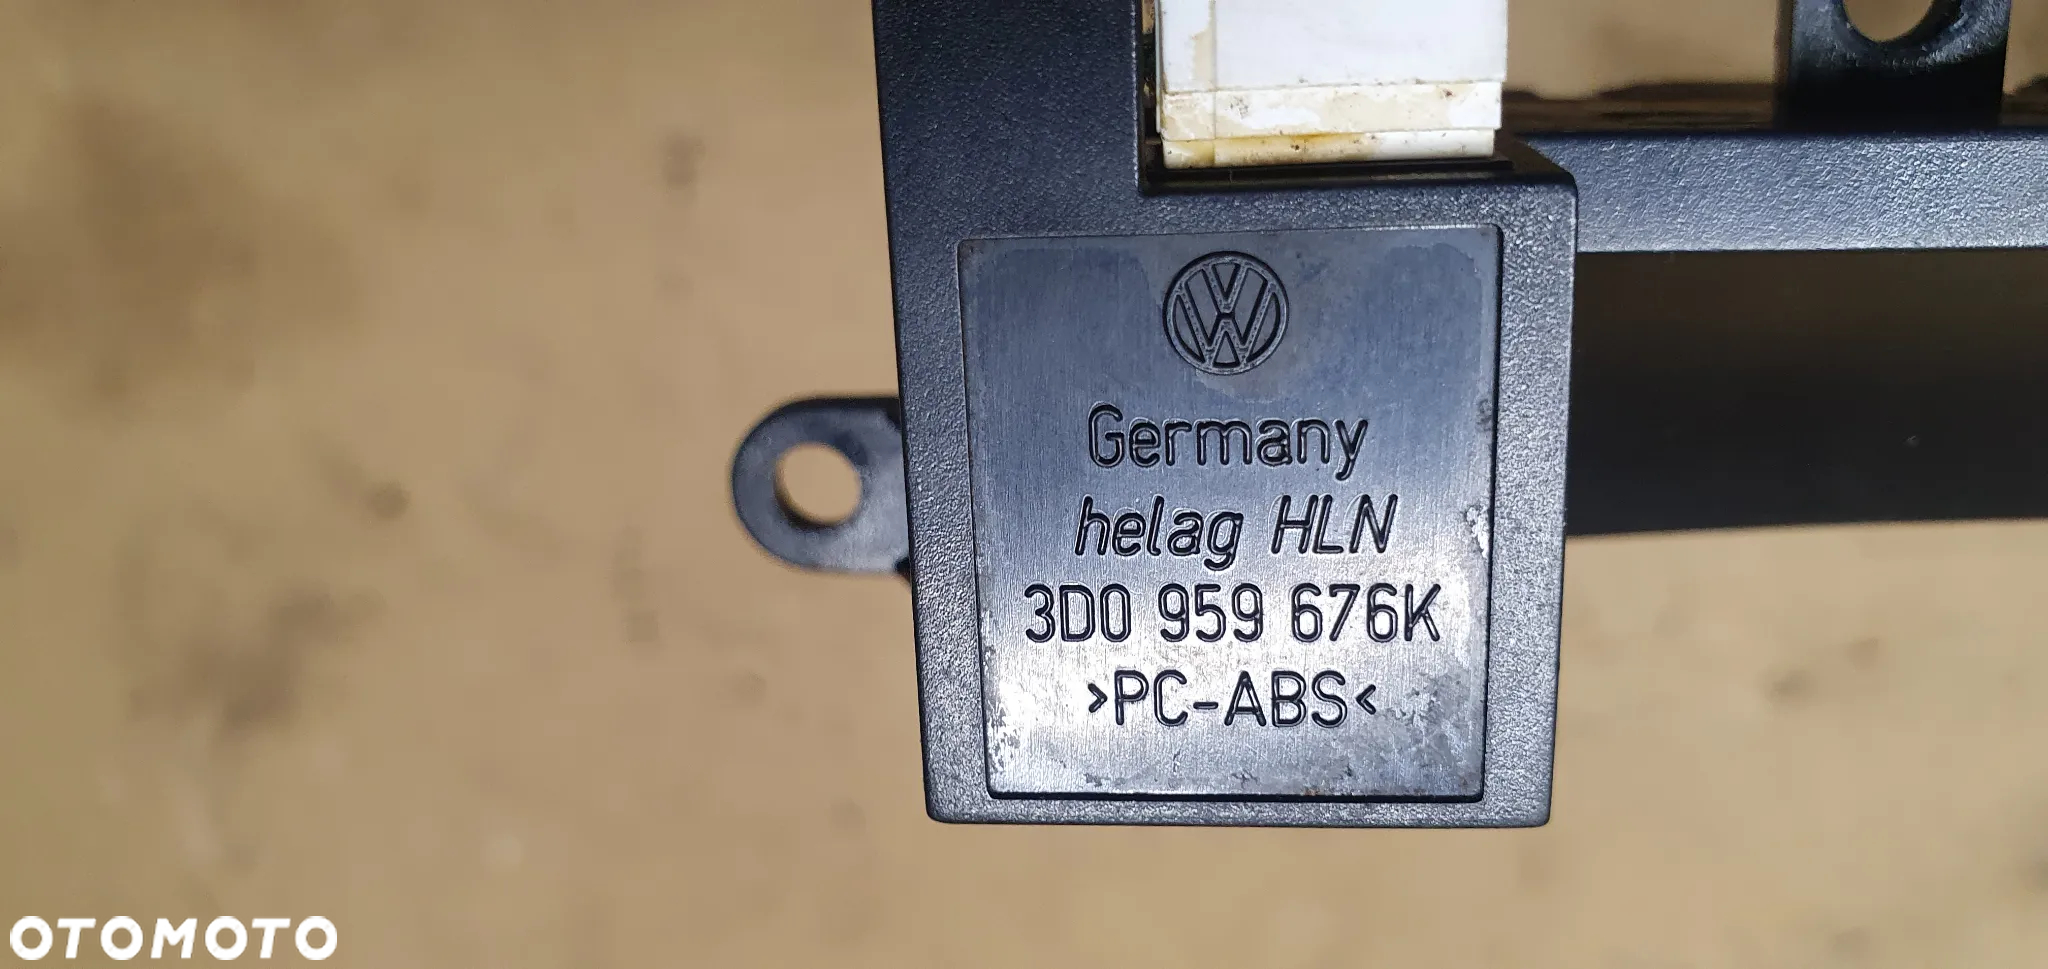 Germany
helag HLN
3D0 959 676K
>PC-ABS<
OTOMOTO